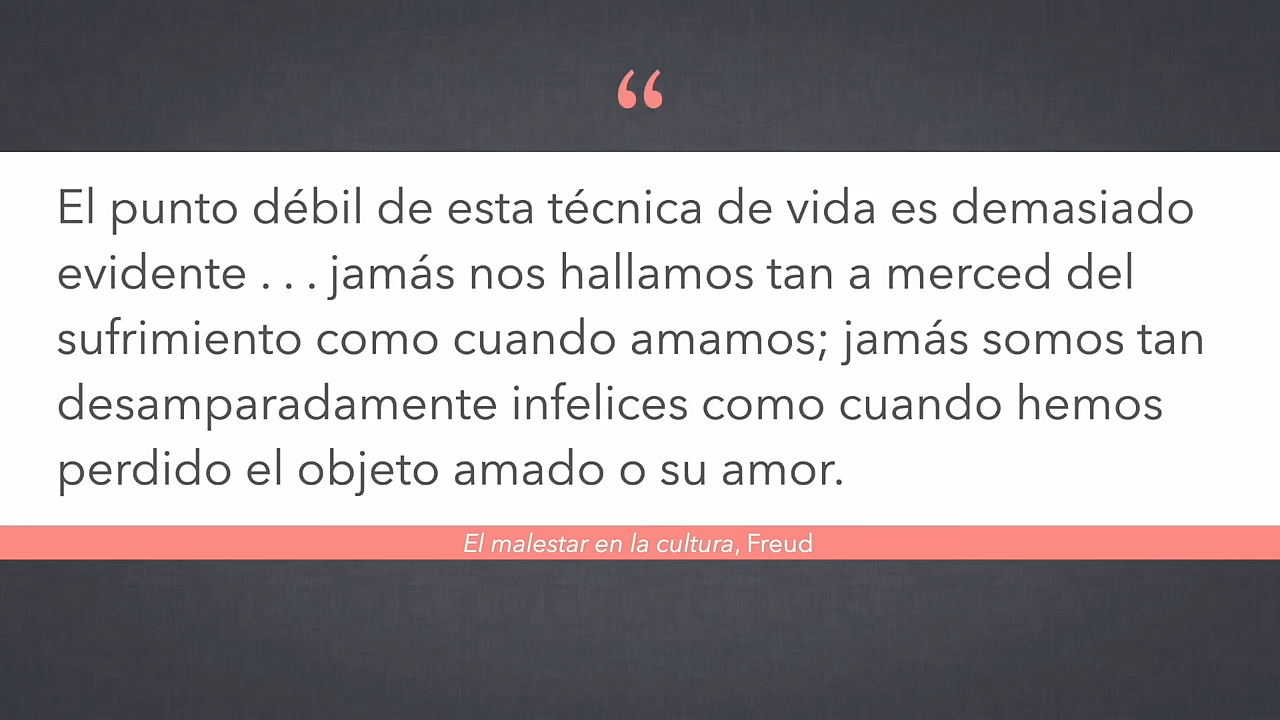 “
El punto débil de esta técnica de vida es demasiado
evidente . . . jamás nos hallamos tan a merced del
sufrimiento como cuando amamos; jamás somos tan
desamparadamente infelices como cuando hemos
perdido el objeto amado o su amor.
El malestar en la cultura, Freud